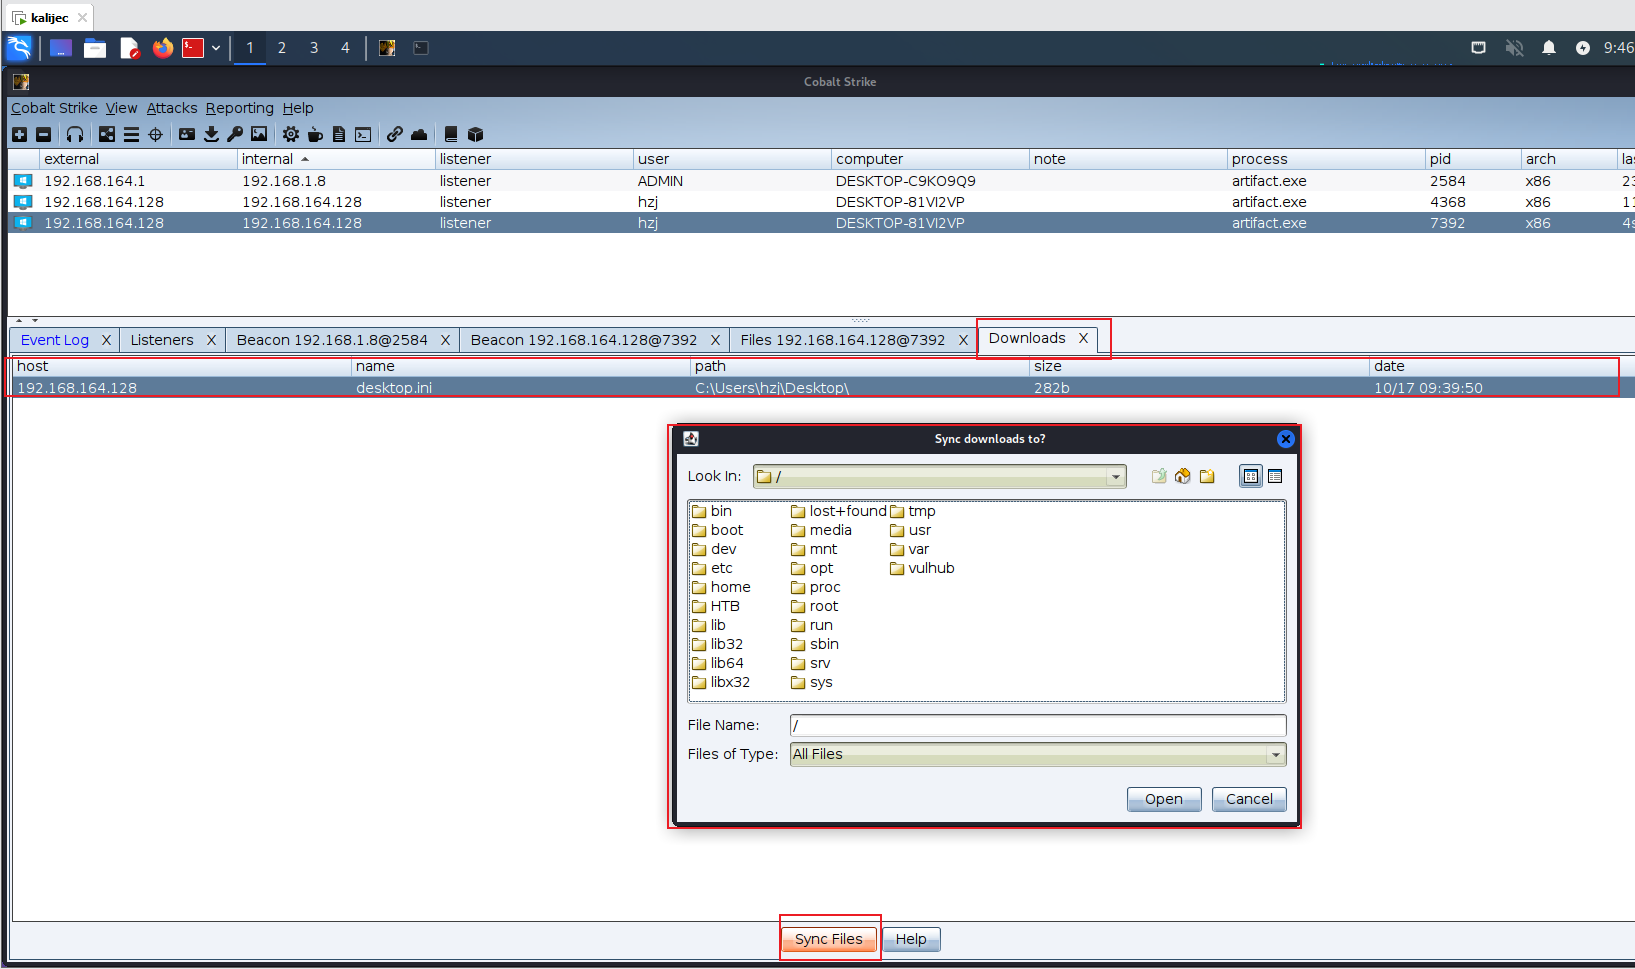 kalijec
1 2 3 4 9:46
Cobalt Strike
Cobalt Strike View Attacks Reporting Help
external internal listener user computer note process pid arch
192.168.164.1 192.168.1.8 listener ADMIN DESKTOP-C9KO9Q9 artifact.exe 2584 x86
192.168.164.128 192.168.164.128 listener hzj DESKTOP-81VI2VP artifact.exe 4368 x86
192.168.164.128 192.168.164.128 listener hzj DESKTOP-81VI2VP artifact.exe 7392 x86 4s
Event Log X Listeners X Beacon 192.168.1.8@2584 X Beacon 192.168.164.128@7392 X Files 192.168.164.128@7392 X Downloads X
host name path size date
192.168.164.128 desktop.ini C:\Users\hzj\Desktop\ 282b 10/17 09:39:50
Sync downloads to?
Look In: /
bin lost+found tmp
boot media usr
dev mnt var
etc opt vulhub
home proc
HTB root
lib run
lib32 sbin
lib64 srv
libx32 sys
File Name: /
Files of Type: All Files
Open Cancel
Sync Files Help